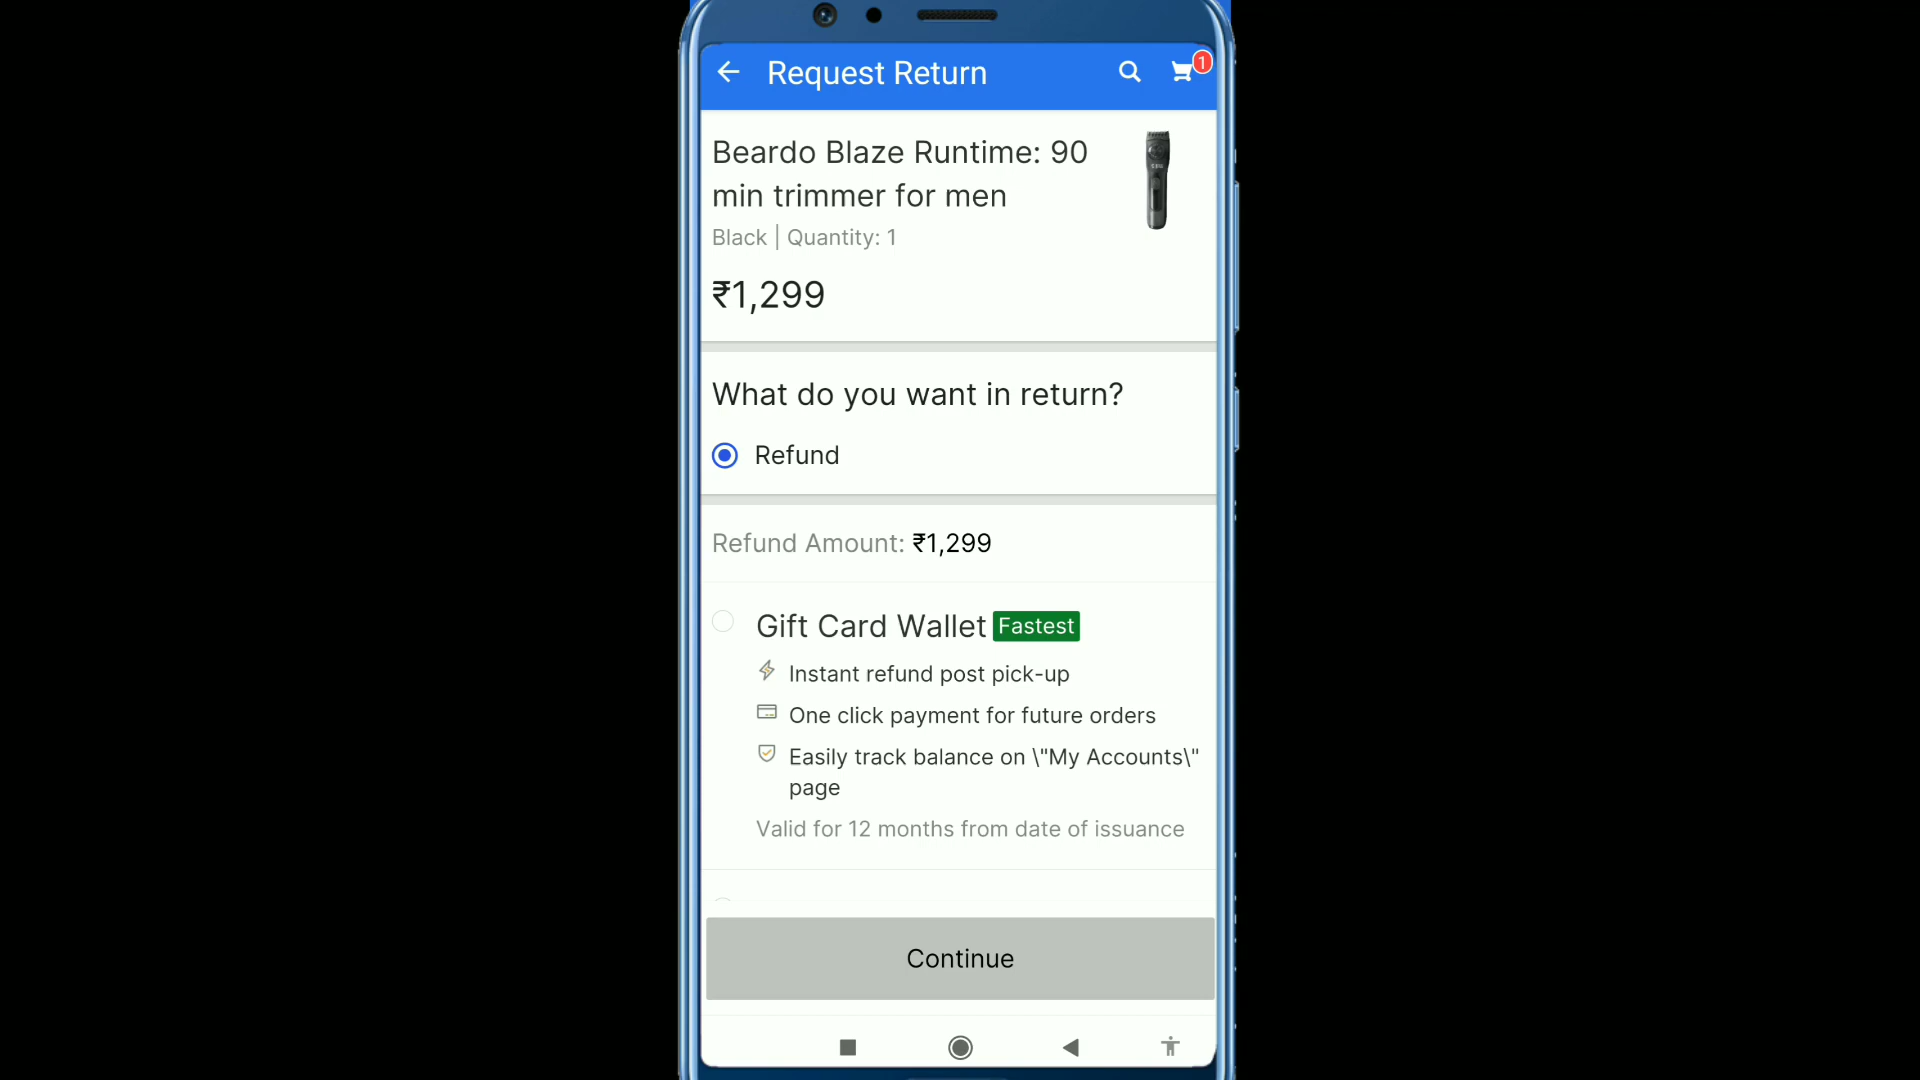 Request Return
1
Beardo Blaze Runtime: 90
min trimmer for men
Black | Quantity: 1
₹1,299
What do you want in return?
Refund
Refund Amount: ₹1,299
Gift Card Wallet Fastest
Instant refund post pick-up
One click payment for future orders
Easily track balance on \"My Accounts\"
page
Valid for 12 months from date of issuance
Continue